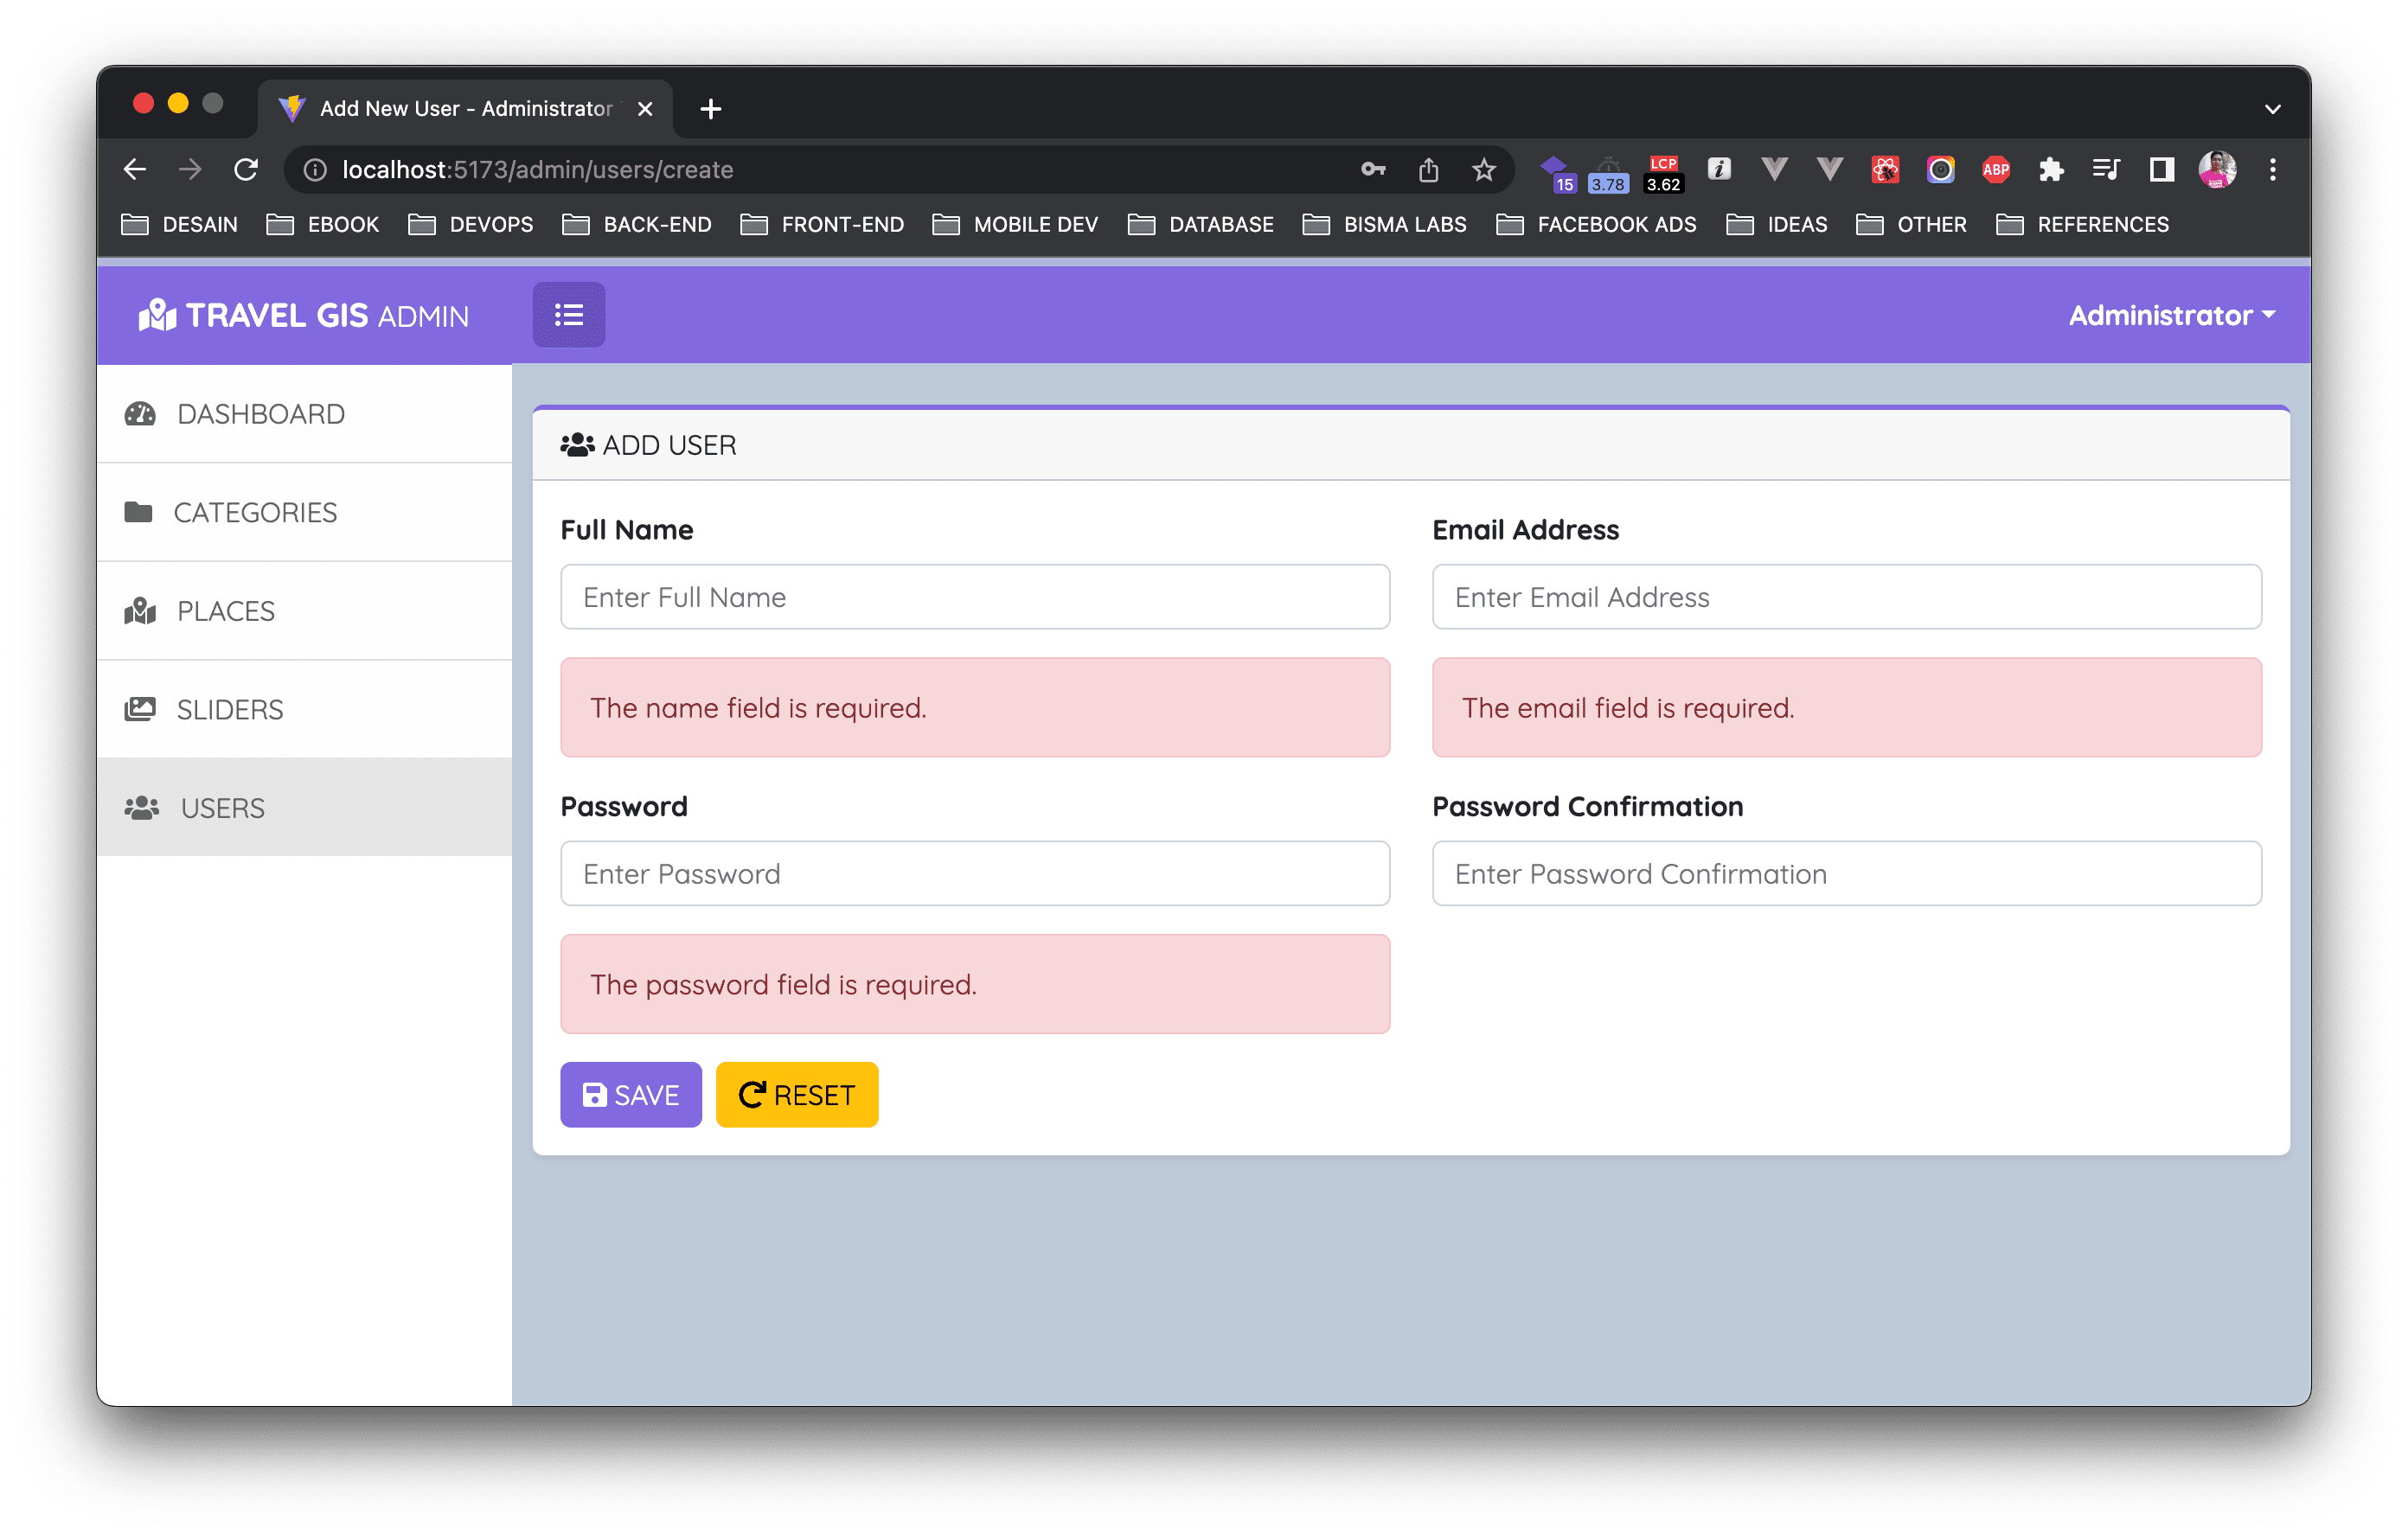 Add New User - Administrator
localhost:5173/admin/users/create
15
3.78
LCP
3.62
i
ABP
DESAIN
EBOOK
DEVOPS
BACK-END
FRONT-END
MOBILE DEV
DATABASE
BISMA LABS
FACEBOOK ADS
IDEAS
OTHER
REFERENCES
TRAVEL GIS ADMIN
Administrator
DASHBOARD
CATEGORIES
PLACES
SLIDERS
USERS
ADD USER
Full Name
Email Address
Enter Full Name
Enter Email Address
The name field is required.
The email field is required.
Password
Password Confirmation
Enter Password
Enter Password Confirmation
The password field is required.
SAVE
RESET